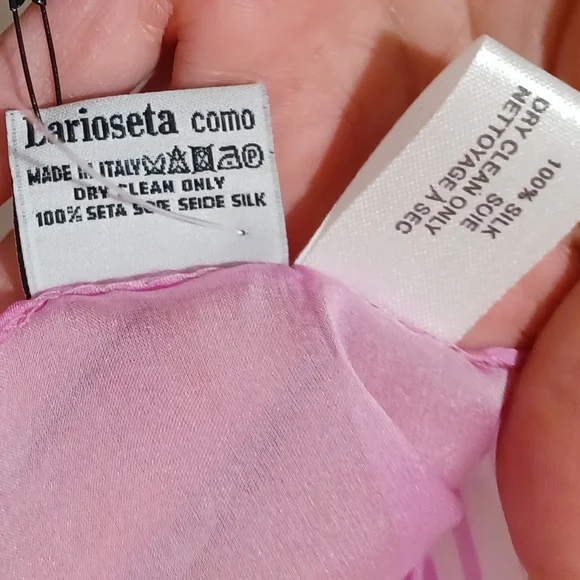 Larioseta como
MADE IN ITALY
DRY CLEAN ONLY
100% SETA SOIE SEIDE SILK
100% SILK
SOIE
DRY CLEAN ONLY
NETTOYAGE À SEC